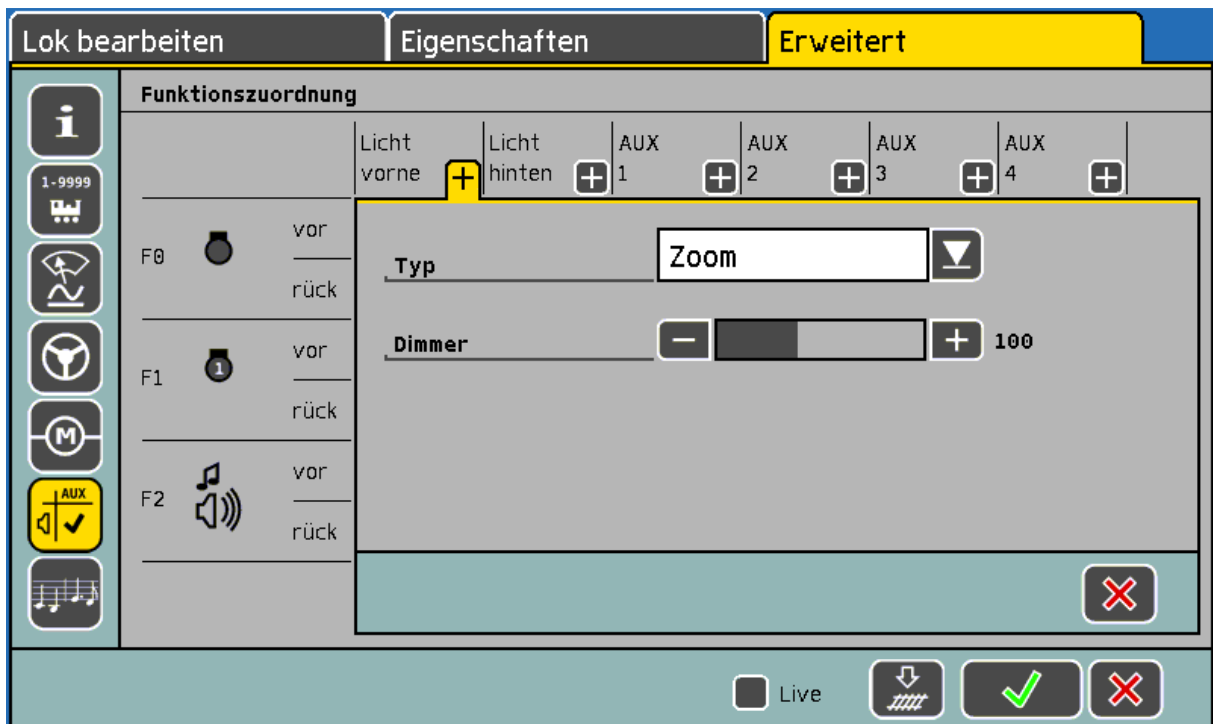 Lok bearbeiten
Eigenschaften
Erweitert
i
1-9999
M
AUX
Funktionszuordnung
Licht vorne
Licht hinten
AUX 1
AUX 2
AUX 3
AUX 4
F0
vor
rück
F1
1
vor
rück
F2
vor
rück
Typ
Zoom
Dimmer
100
Live